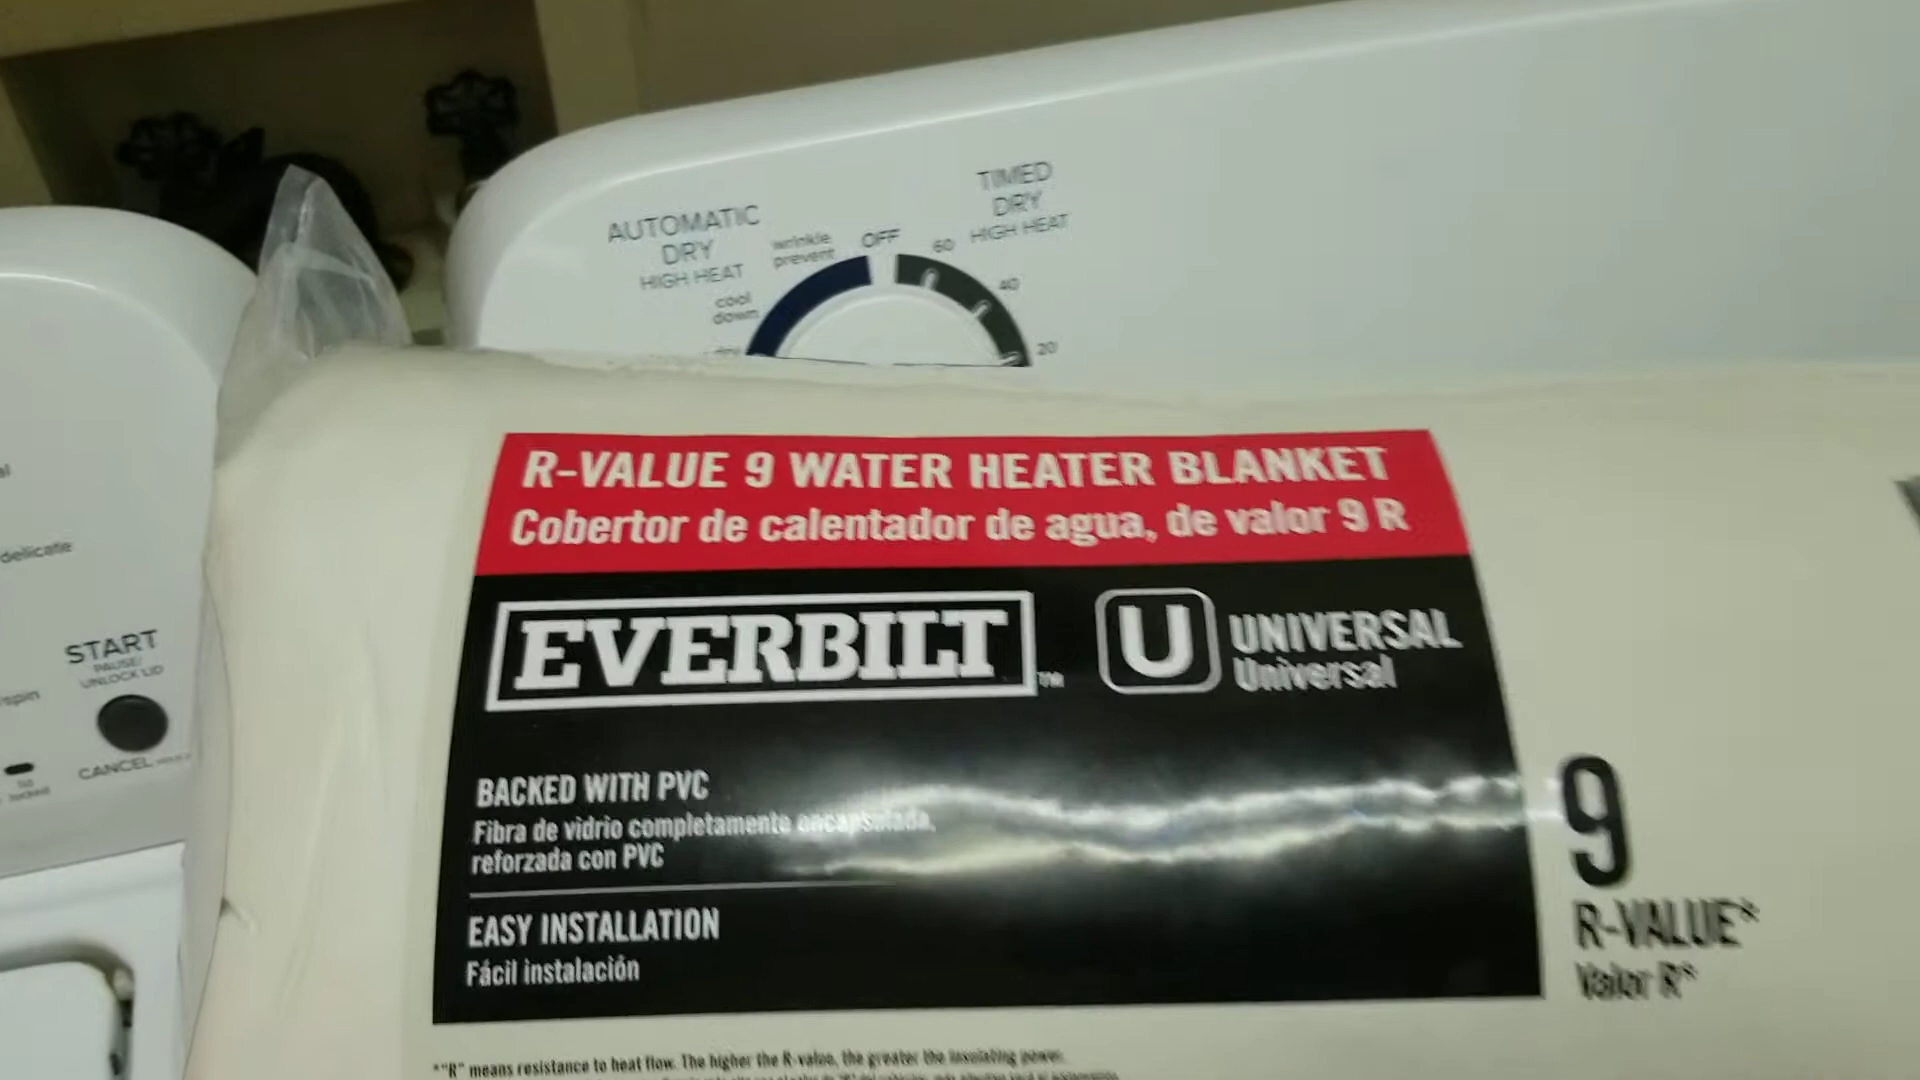 AUTOMATIC
DRY
HIGH HEAT
wrinkle
prevent
OFF
TIMED
DRY
HIGH HEAT
60
40
20
cool
down
dry
delicate
spin
START
PAUSE/
UNLOCK LID
CANCEL
R-VALUE 9 WATER HEATER BLANKET
Cobertor de calentador de agua, de valor 9 R
EVERBILT™
U UNIVERSAL
Universal
BACKED WITH PVC
Fibra de vidrio completamente encapsulada,
reforzada con PVC
EASY INSTALLATION
Fácil instalación
9
R-VALUE*
Valor R*
*"R" means resistance to heat flow. The higher the R-value, the greater the insulating power.